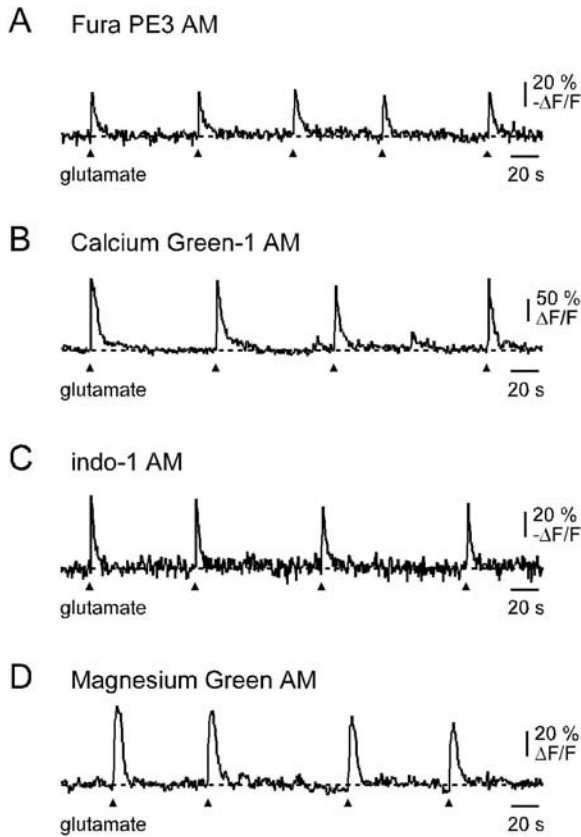 A Fura PE3 AM
20 %
-ΔF/F
glutamate
20 s
B Calcium Green-1 AM
50 %
ΔF/F
glutamate
20 s
C indo-1 AM
20 %
-ΔF/F
glutamate
20 s
D Magnesium Green AM
20 %
ΔF/F
glutamate
20 s